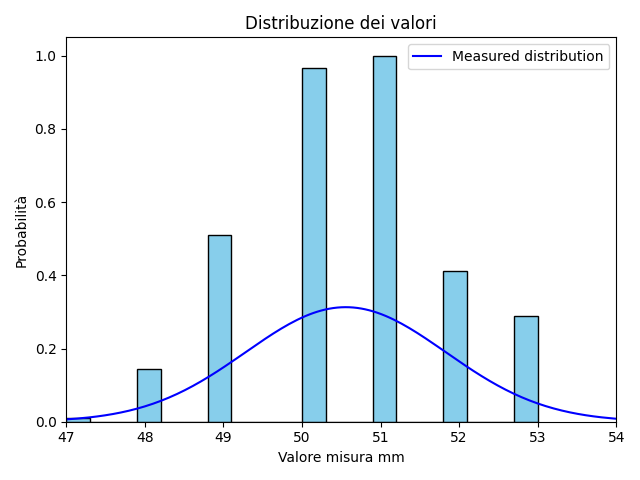 Distribuzione dei valori
Measured distribution
1.0
0.8
0.6
0.4
0.2
0.0
Probabilità
47 48 49 50 51 52 53 54
Valore misura mm